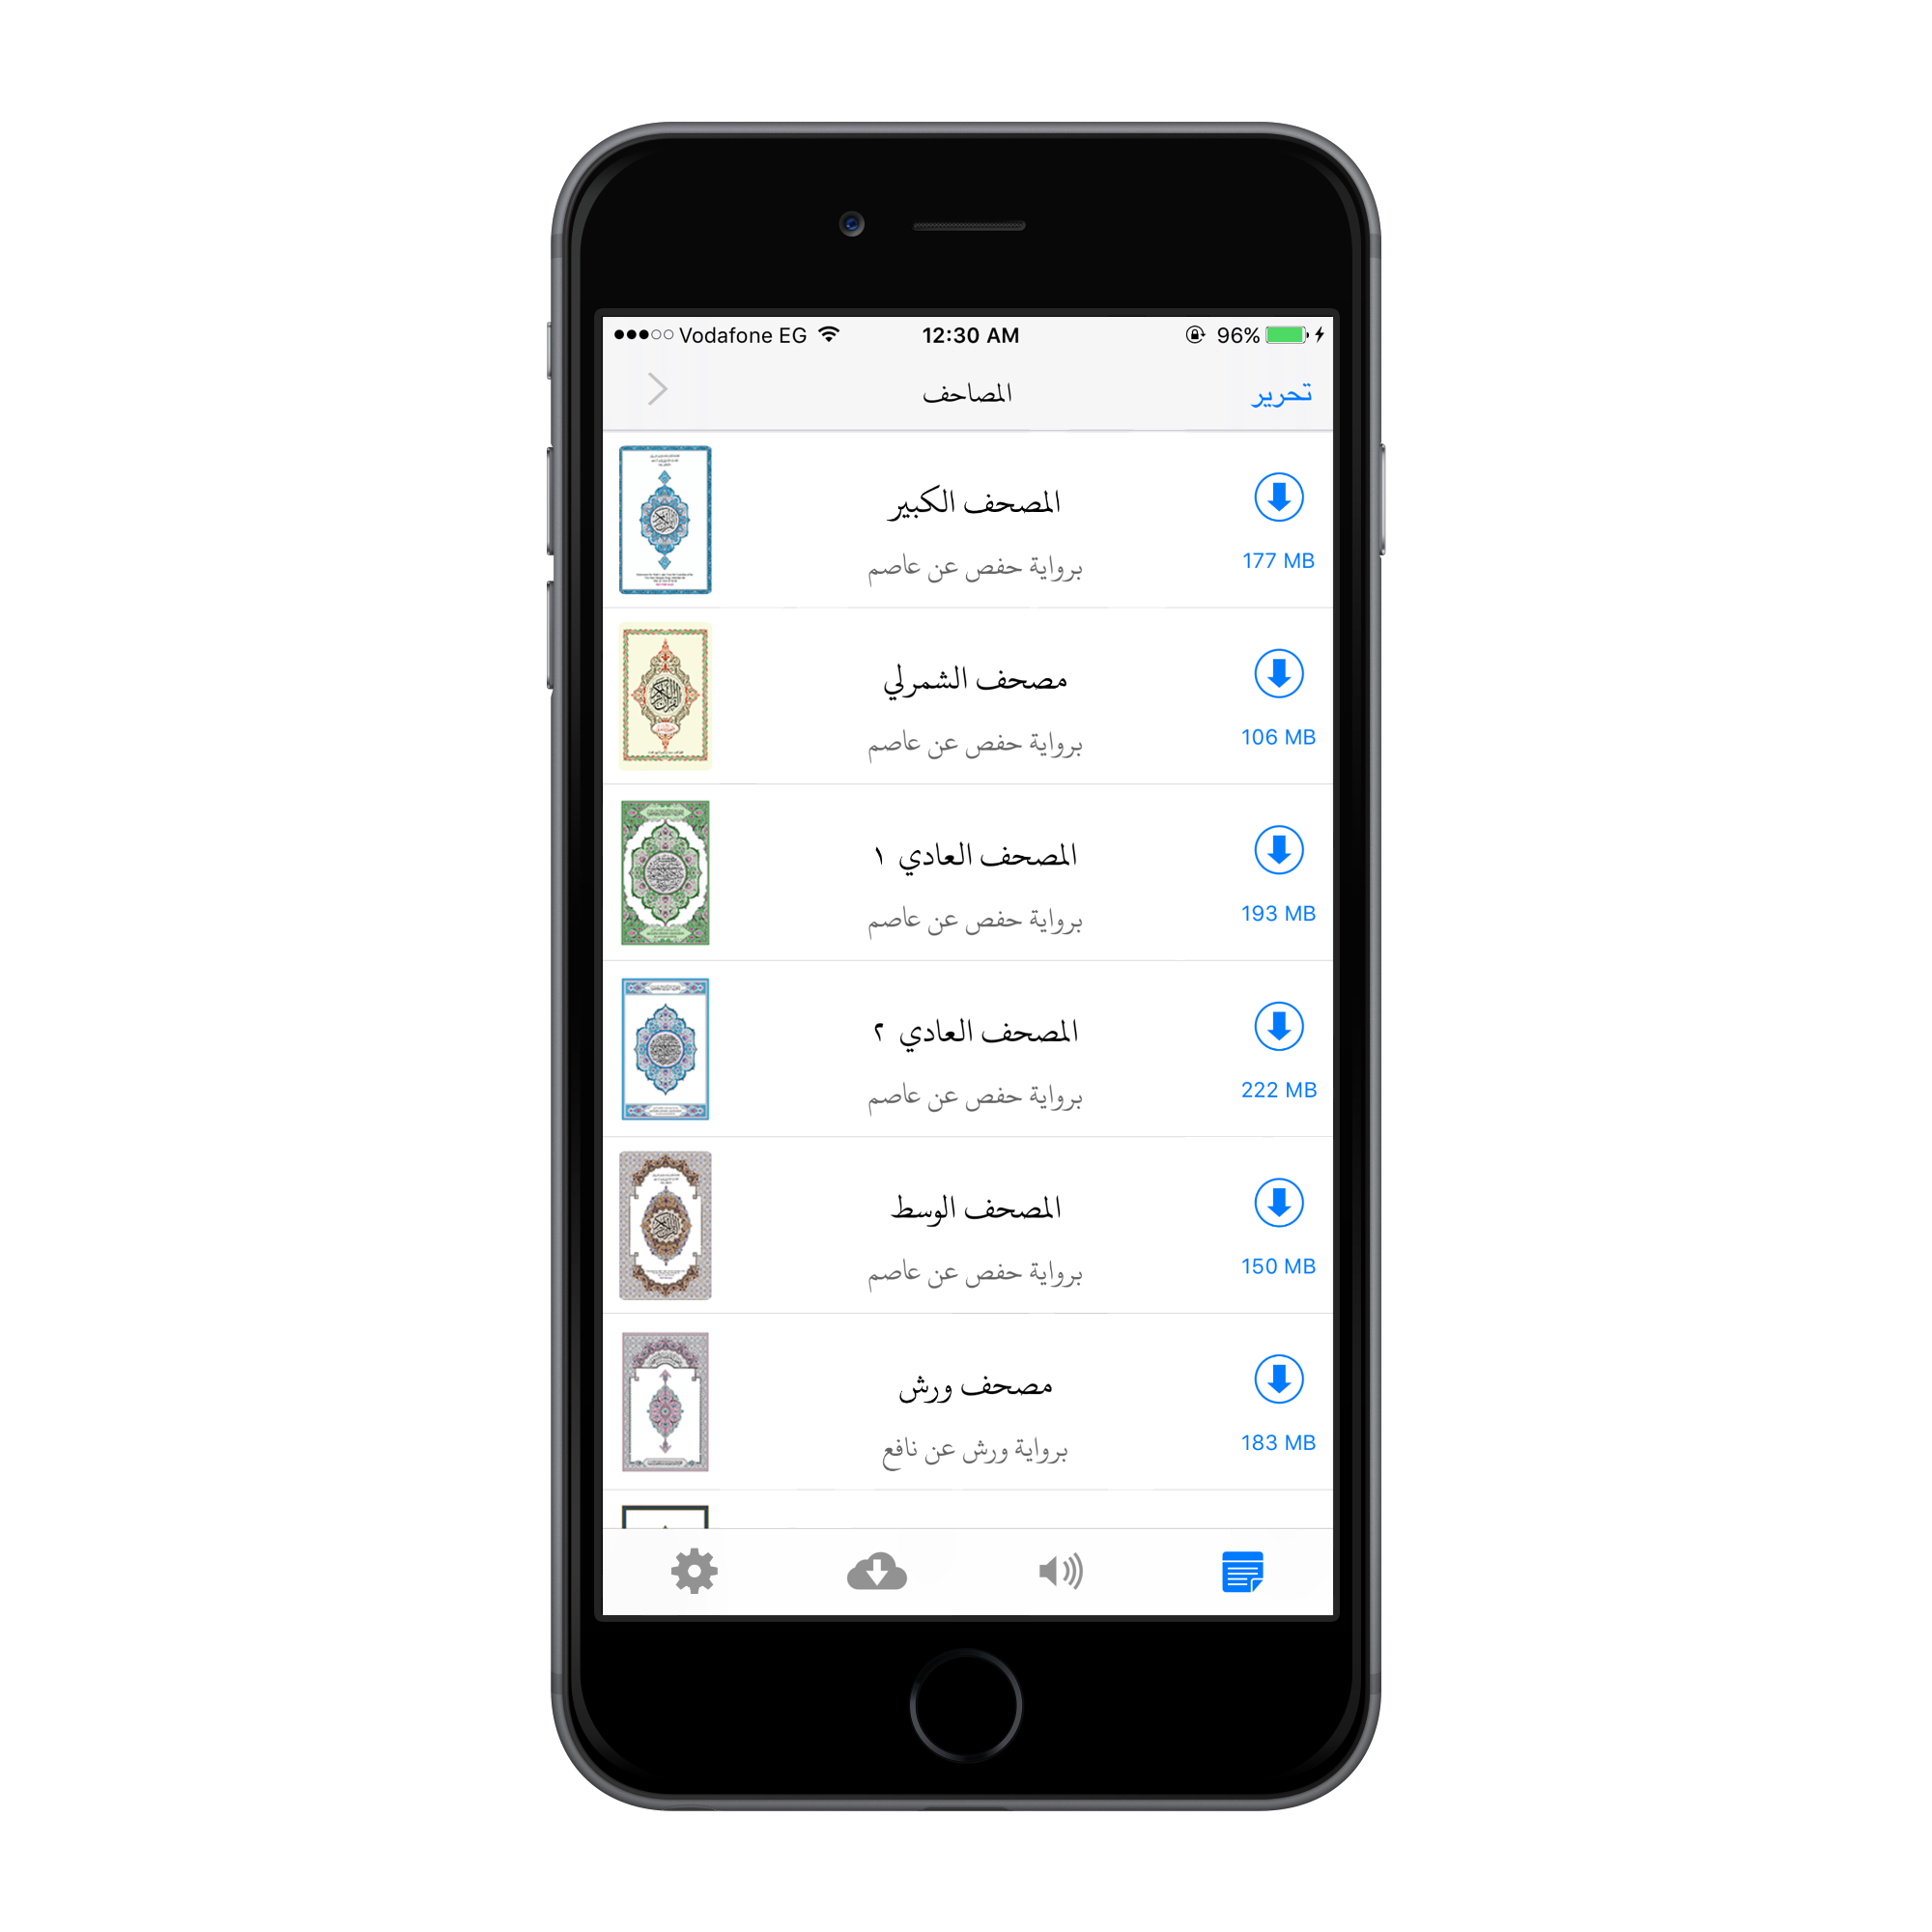 Vodafone EG 12:30 AM 96%
تحرير المصاحف
المصحف الكبير
برواية حفص عن عاصم
177 MB
مصحف الشمرلي
برواية حفص عن عاصم
106 MB
المصحف العادي ١
برواية حفص عن عاصم
193 MB
المصحف العادي ٢
برواية حفص عن عاصم
222 MB
المصحف الوسط
برواية حفص عن عاصم
150 MB
مصحف ورش
برواية ورش عن نافع
183 MB